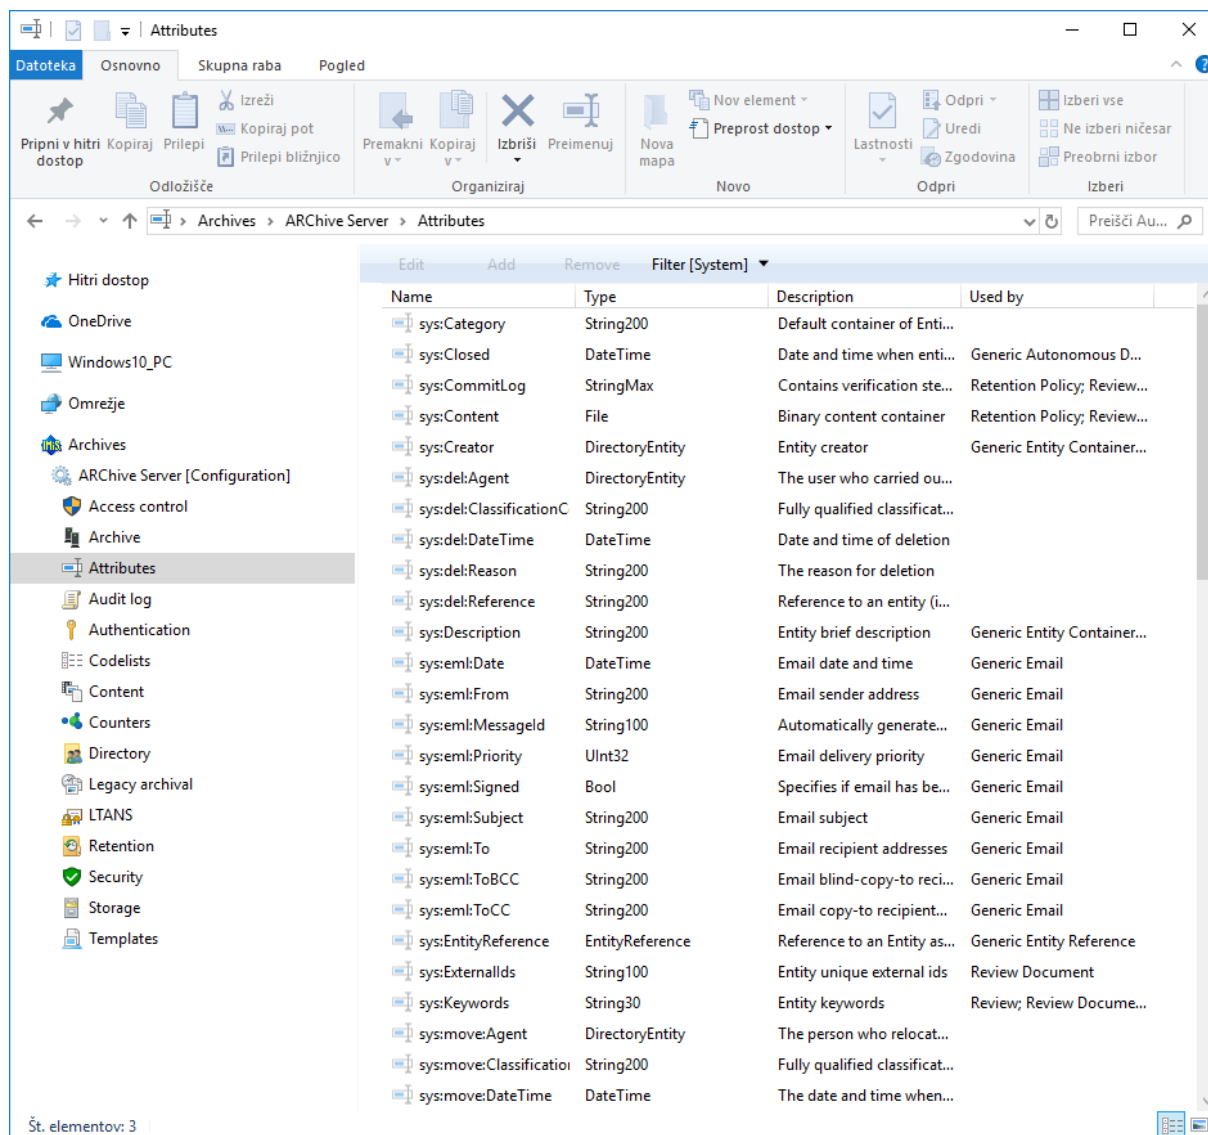 Attributes
Datoteka Osnovno Skupna raba Pogled
Pripni v hitri dostop
Kopiraj
Prilepi
Izreži
Kopiraj pot
Prilepi bližnjico
Odložišče
Premakni v
Kopiraj v
Izbriši
Preimenuj
Organiziraj
Nova mapa
Nov element
Preprost dostop
Novo
Lastnosti
Odpri
Uredi
Zgodovina
Odpri
Izberi vse
Ne izberi ničesar
Preobrni izbor
Izberi
Archives > ARChive Server > Attributes
Preišči Au...
Hitri dostop
OneDrive
Windows10_PC
Omrežje
Archives
ARChive Server [Configuration]
Access control
Archive
Attributes
Audit log
Authentication
Codelists
Content
Counters
Directory
Legacy archival
LTANS
Retention
Security
Storage
Templates
Edit Add Remove Filter [System]
Name Type Description Used by
sys:Category String200 Default container of Enti...
sys:Closed DateTime Date and time when enti... Generic Autonomous D...
sys:CommitLog StringMax Contains verification ste... Retention Policy; Review...
sys:Content File Binary content container Retention Policy; Review...
sys:Creator DirectoryEntity Entity creator Generic Entity Container...
sys:del:Agent DirectoryEntity The user who carried ou...
sys:del:ClassificationC String200 Fully qualified classificat...
sys:del:DateTime DateTime Date and time of deletion
sys:del:Reason String200 The reason for deletion
sys:del:Reference String200 Reference to an entity (i...
sys:Description String200 Entity brief description Generic Entity Container...
sys:eml:Date DateTime Email date and time Generic Email
sys:eml:From String200 Email sender address Generic Email
sys:eml:MessageId String100 Automatically generate... Generic Email
sys:eml:Priority UInt32 Email delivery priority Generic Email
sys:eml:Signed Bool Specifies if email has be... Generic Email
sys:eml:Subject String200 Email subject Generic Email
sys:eml:To String200 Email recipient addresses Generic Email
sys:eml:ToBCC String200 Email blind-copy-to reci... Generic Email
sys:eml:ToCC String200 Email copy-to recipient... Generic Email
sys:EntityReference EntityReference Reference to an Entity as... Generic Entity Reference
sys:ExternalIds String100 Entity unique external ids Review Document
sys:Keywords String30 Entity keywords Review; Review Docume...
sys:move:Agent DirectoryEntity The person who relocat...
sys:move:Classification String200 Fully qualified classificat...
sys:move:DateTime DateTime The date and time when...
Št. elementov: 3